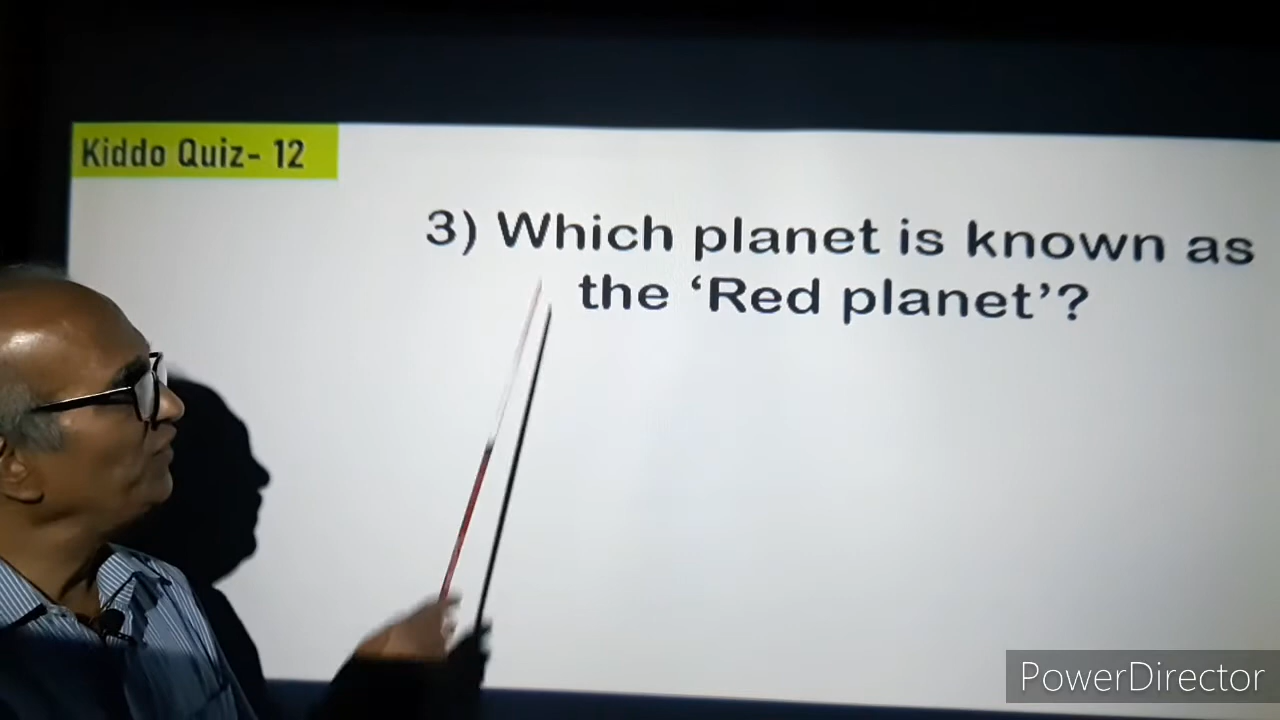 Kiddo Quiz- 12
3) Which planet is known as
the ‘Red planet’?
PowerDirector